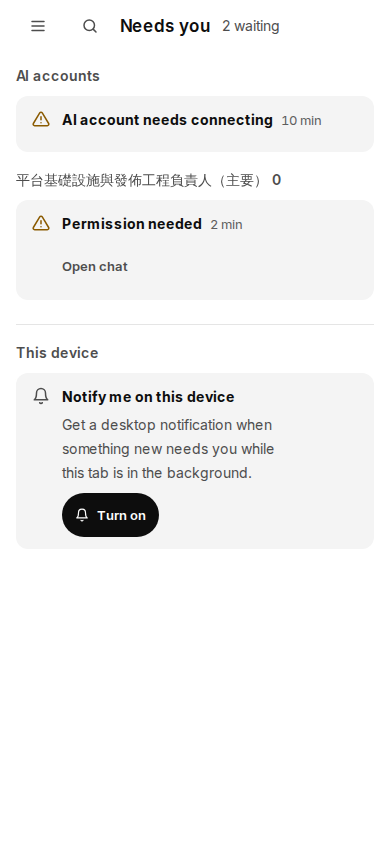 Needs you 2 waiting
AI accounts
AI account needs connecting 10 min
平台基礎設施與發佈工程負責人（主要） 0
Permission needed 2 min
Open chat
This device
Notify me on this device
Get a desktop notification when
something new needs you while
this tab is in the background.
Turn on